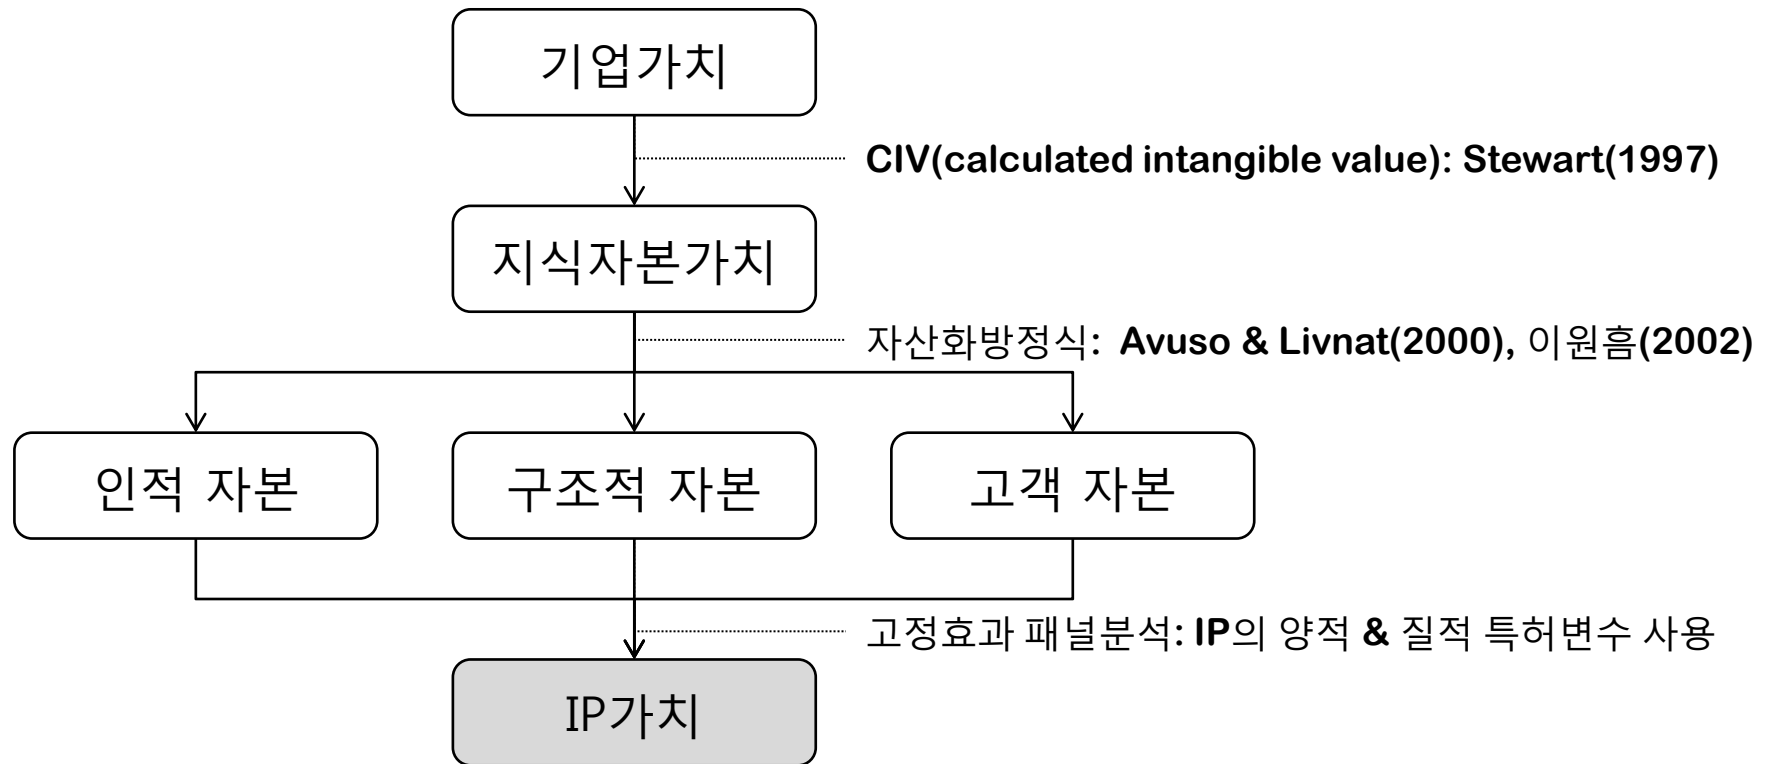 기업가치
CIV(calculated intangible value): Stewart(1997)
지식자본가치
자산화방정식: Avuso & Livnat(2000), 이원흠(2002)
인적 자본
구조적 자본
고객 자본
고정효과 패널분석: IP의 양적 & 질적 특허변수 사용
IP가치